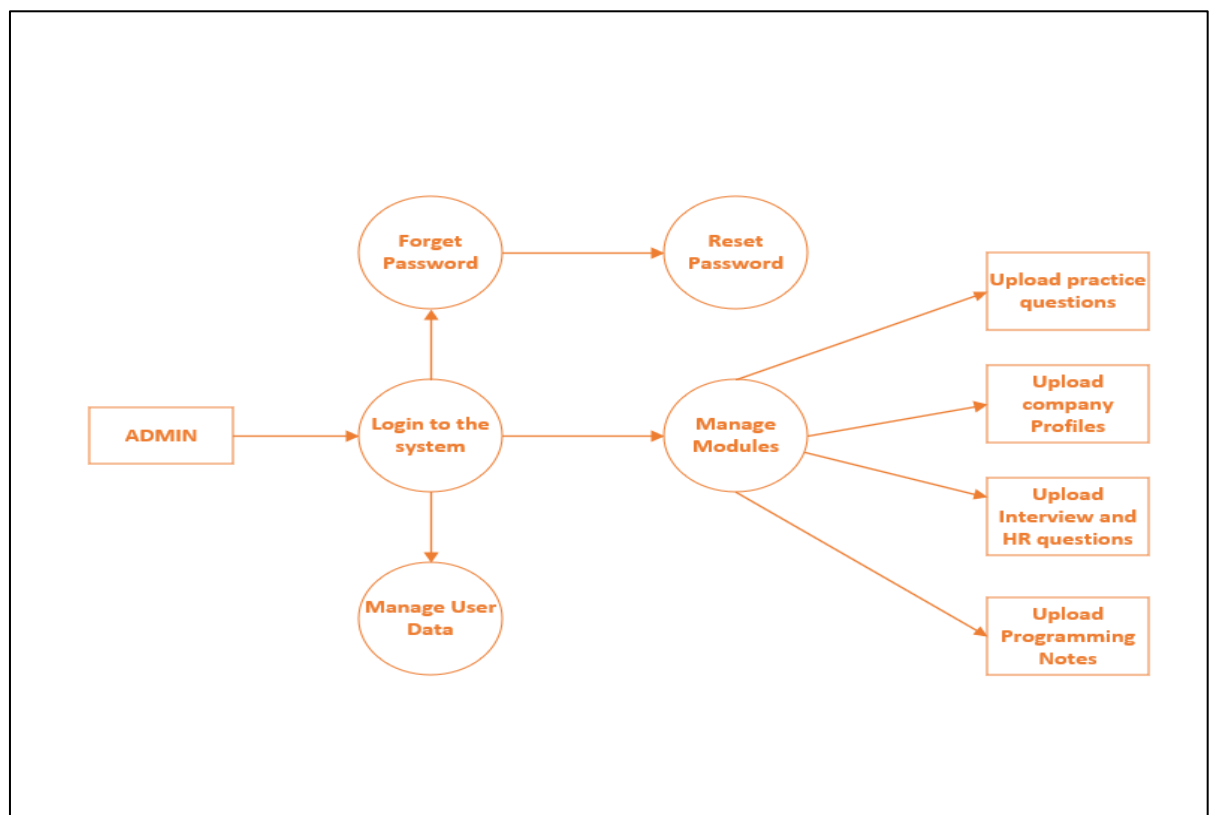 Forget
Password
Reset
Password
Upload practice
questions
ADMIN
Login to the
system
Manage
Modules
Upload
company
Profiles
Upload
Interview and
HR questions
Manage User
Data
Upload
Programming
Notes